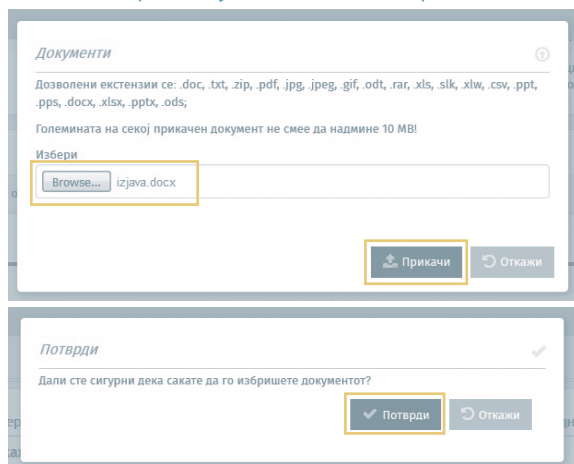 Документи
Дозволени екстензии се: .doc, .txt, .zip, .pdf, .jpg, .jpeg, .gif, .odt, .rar, .xls, .slk, .xlw, .csv, .ppt,
.pps, .docx, .xlsx, .pptx, .ods;
Големината на секој прикачен документ не смее да надмине 10 MB!
Избери
Browse... izjava.docx
Прикачи Откажи
Потврди
Дали сте сигурни дека сакате да го избришете документот?
Потврди Откажи